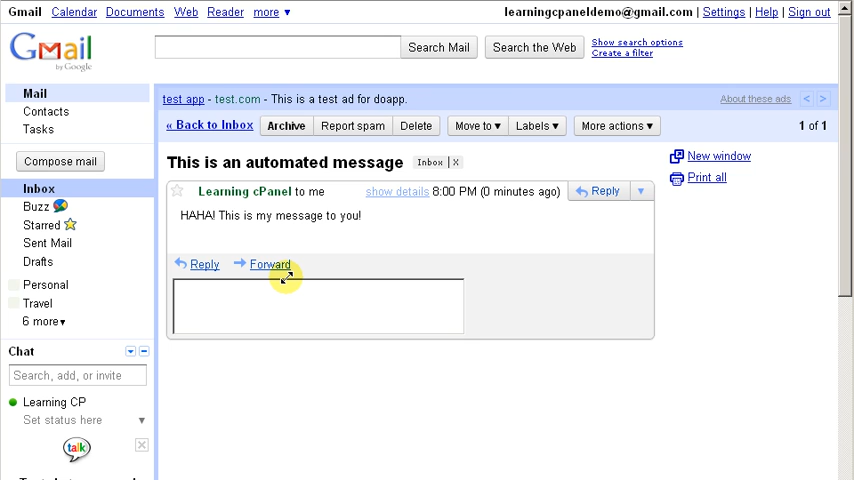 Gmail Calendar Documents Web Reader more ▼
learningcpaneldemo@gmail.com | Settings | Help | Sign out
Gmail
by Google
Search Mail
Search the Web
Show search options
Create a filter
Mail
Contacts
Tasks
Compose mail
Inbox
Buzz
Starred
Sent Mail
Drafts
Personal
Travel
6 more▼
Chat
Search, add, or invite
Learning CP
Set status here
talk
test app - test.com - This is a test ad for doapp.
About these ads < >
« Back to Inbox Archive Report spam Delete Move to ▼ Labels ▼ More actions ▼ 1 of 1
This is an automated message Inbox | X
New window
Print all
Learning cPanel to me show details 8:00 PM (0 minutes ago) Reply
HAHA! This is my message to you!
Reply Forward